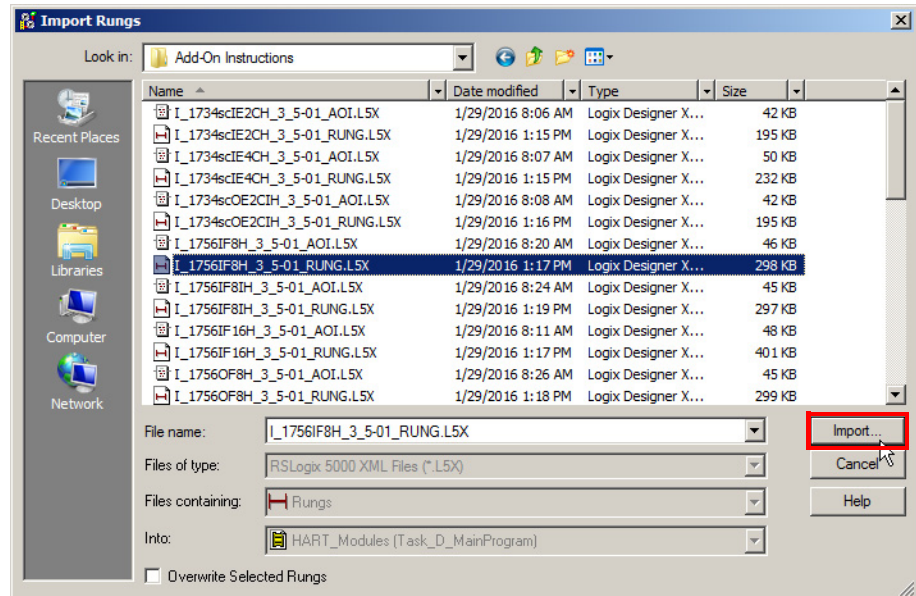 Import Rungs
Look in: Add-On Instructions
Name Date modified Type Size
I_1734scIE2CH_3_5-01_AOI.L5X 1/29/2016 8:06 AM Logix Designer X... 42 KB
I_1734scIE2CH_3_5-01_RUNG.L5X 1/29/2016 1:15 PM Logix Designer X... 195 KB
I_1734scIE4CH_3_5-01_AOI.L5X 1/29/2016 8:07 AM Logix Designer X... 50 KB
I_1734scIE4CH_3_5-01_RUNG.L5X 1/29/2016 1:15 PM Logix Designer X... 232 KB
I_1734scOE2CIH_3_5-01_AOI.L5X 1/29/2016 8:08 AM Logix Designer X... 42 KB
I_1734scOE2CIH_3_5-01_RUNG.L5X 1/29/2016 1:16 PM Logix Designer X... 195 KB
I_1756IF8H_3_5-01_AOI.L5X 1/29/2016 8:20 AM Logix Designer X... 46 KB
I_1756IF8H_3_5-01_RUNG.L5X 1/29/2016 1:17 PM Logix Designer X... 298 KB
I_1756IF8IH_3_5-01_AOI.L5X 1/29/2016 8:24 AM Logix Designer X... 45 KB
I_1756IF8IH_3_5-01_RUNG.L5X 1/29/2016 1:19 PM Logix Designer X... 297 KB
I_1756IF16H_3_5-01_AOI.L5X 1/29/2016 8:11 AM Logix Designer X... 48 KB
I_1756IF16H_3_5-01_RUNG.L5X 1/29/2016 1:17 PM Logix Designer X... 401 KB
I_1756OF8H_3_5-01_AOI.L5X 1/29/2016 8:26 AM Logix Designer X... 45 KB
I_1756OF8H_3_5-01_RUNG.L5X 1/29/2016 1:18 PM Logix Designer X... 299 KB
Recent Places
Desktop
Libraries
Computer
Network
File name: I_1756IF8H_3_5-01_RUNG.L5X Import...
Files of type: RSLogix 5000 XML Files (*.L5X) Cancel
Files containing: Rungs Help
Into: HART_Modules (Task_D_MainProgram)
Overwrite Selected Rungs